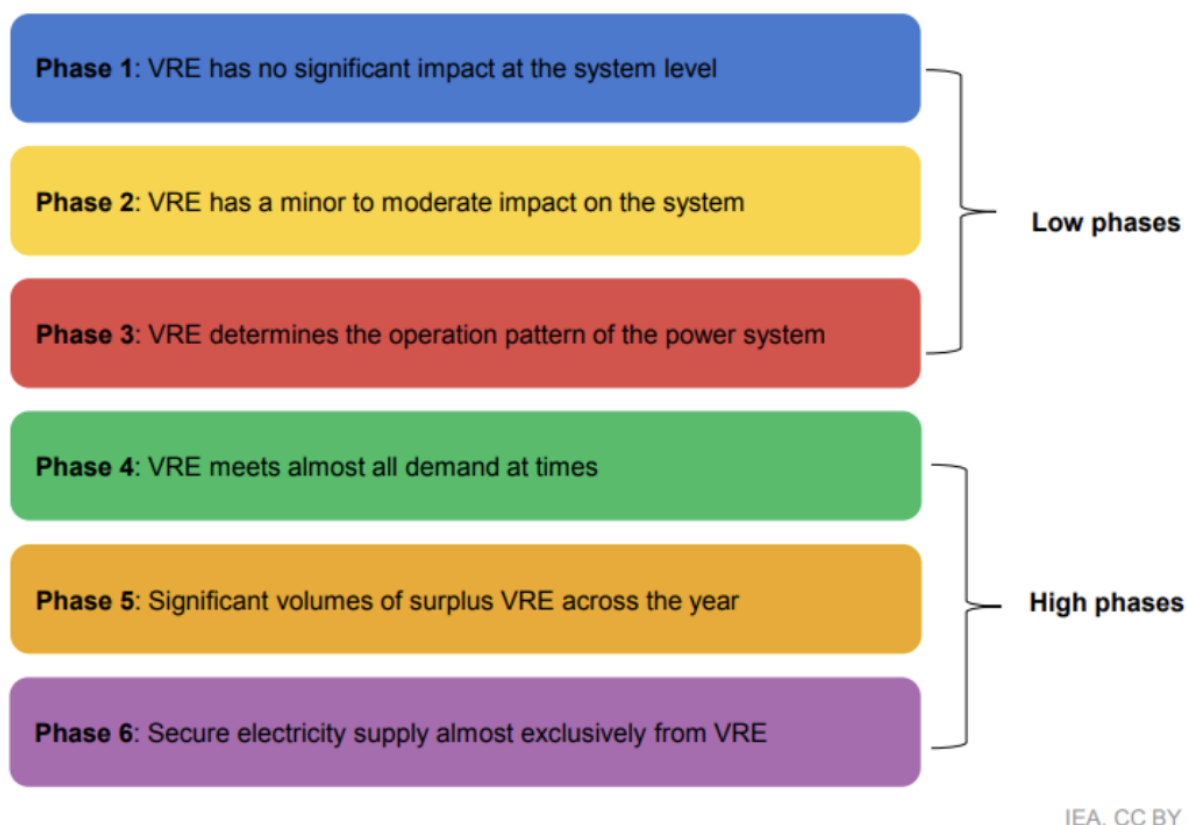 Phase 1: VRE has no significant impact at the system level
Phase 2: VRE has a minor to moderate impact on the system
Low phases
Phase 3: VRE determines the operation pattern of the power system
Phase 4: VRE meets almost all demand at times
Phase 5: Significant volumes of surplus VRE across the year
High phases
Phase 6: Secure electricity supply almost exclusively from VRE
IEA. CC BY